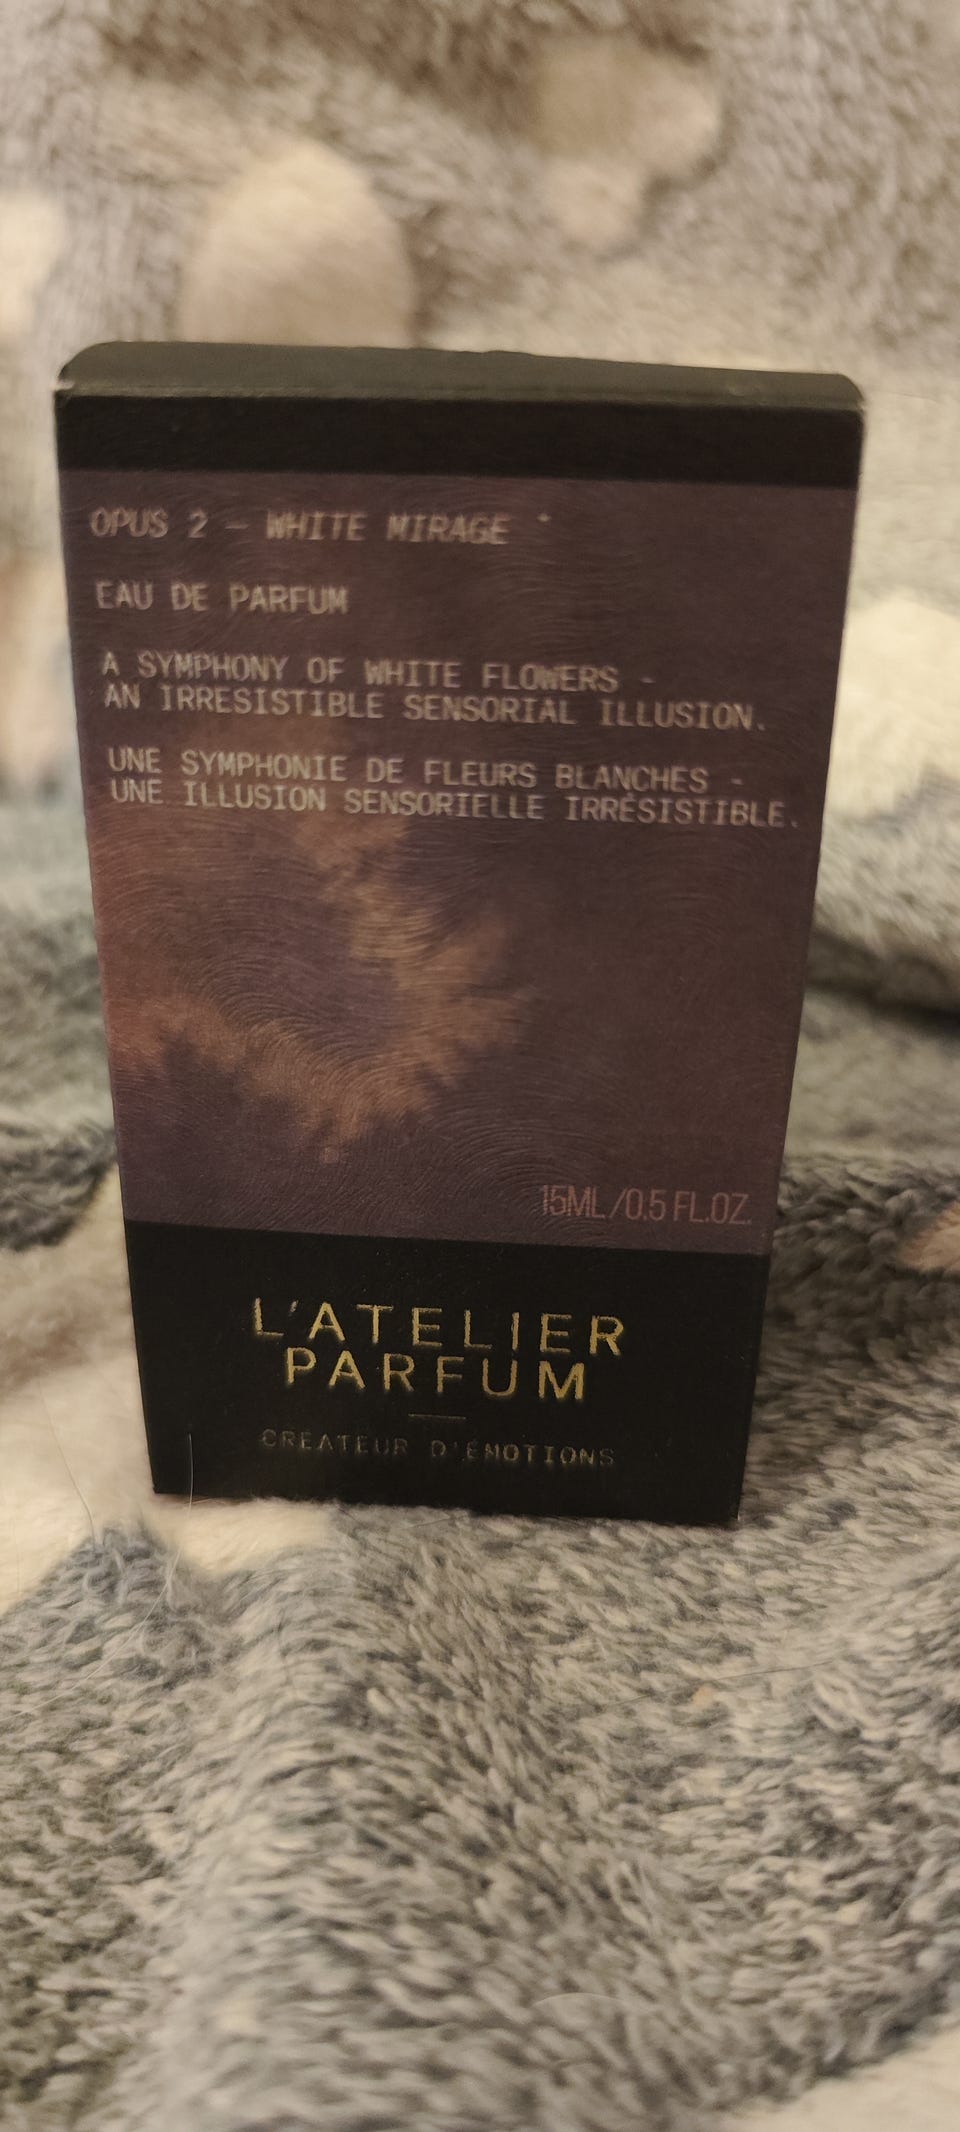 OPUS 2 — WHITE MIRAGE
EAU DE PARFUM
A SYMPHONY OF WHITE FLOWERS -
AN IRRESISTIBLE SENSORIAL ILLUSION.
UNE SYMPHONIE DE FLEURS BLANCHES -
UNE ILLUSION SENSORIELLE IRRÉSISTIBLE.
15ML/0.5 FL.OZ.
L'ATELIER
PARFUM
CREATEUR D'ÉMOTIONS